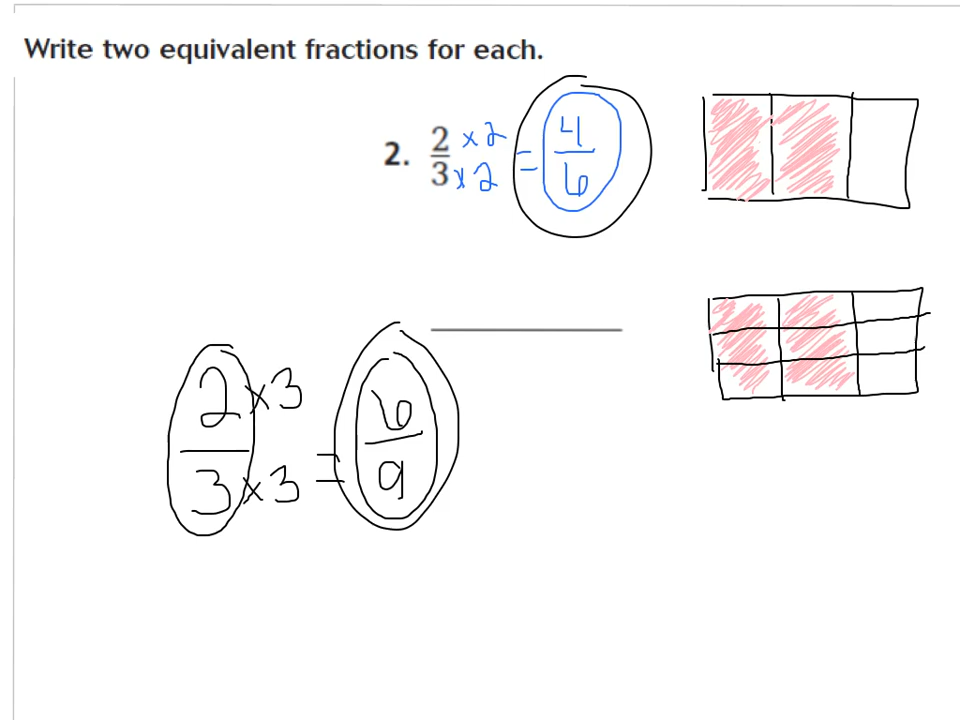 Write two equivalent fractions for each.
2. 2/3 ×2/×2 = 4/6
2/3 ×3/×3 = 6/9